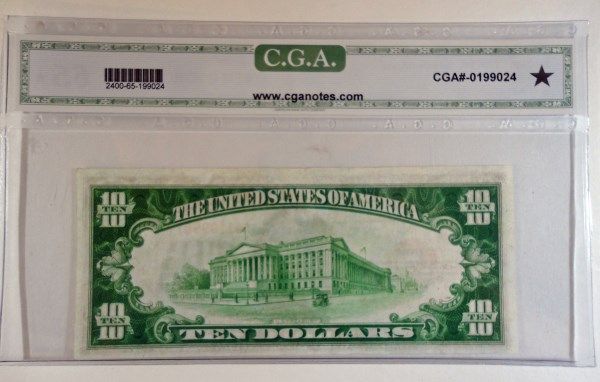 C.G.A.
2400-65-199024
CGA#-0199024
www.cganotes.com
10 TEN 10
THE UNITED STATES OF AMERICA
10 TEN 10
10 TEN 10
TEN DOLLARS
10 TEN 10